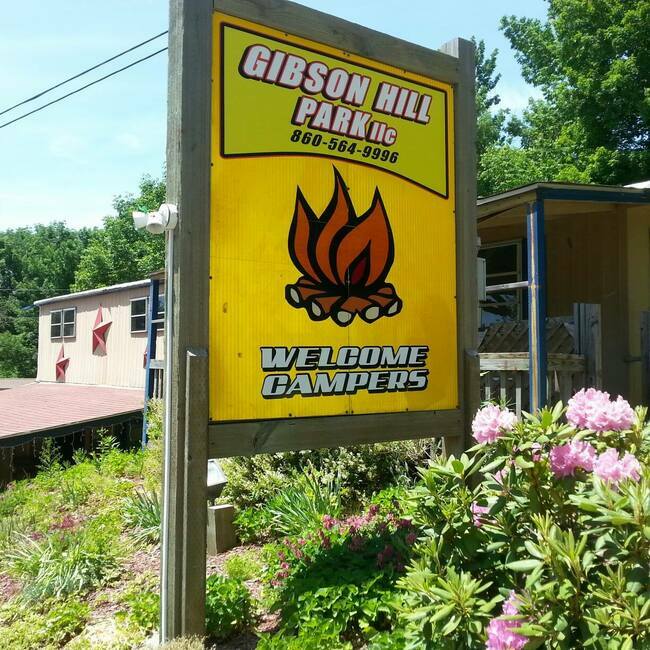 GIBSON HILL
PARK llc
860-564-9996
WELCOME
CAMPERS